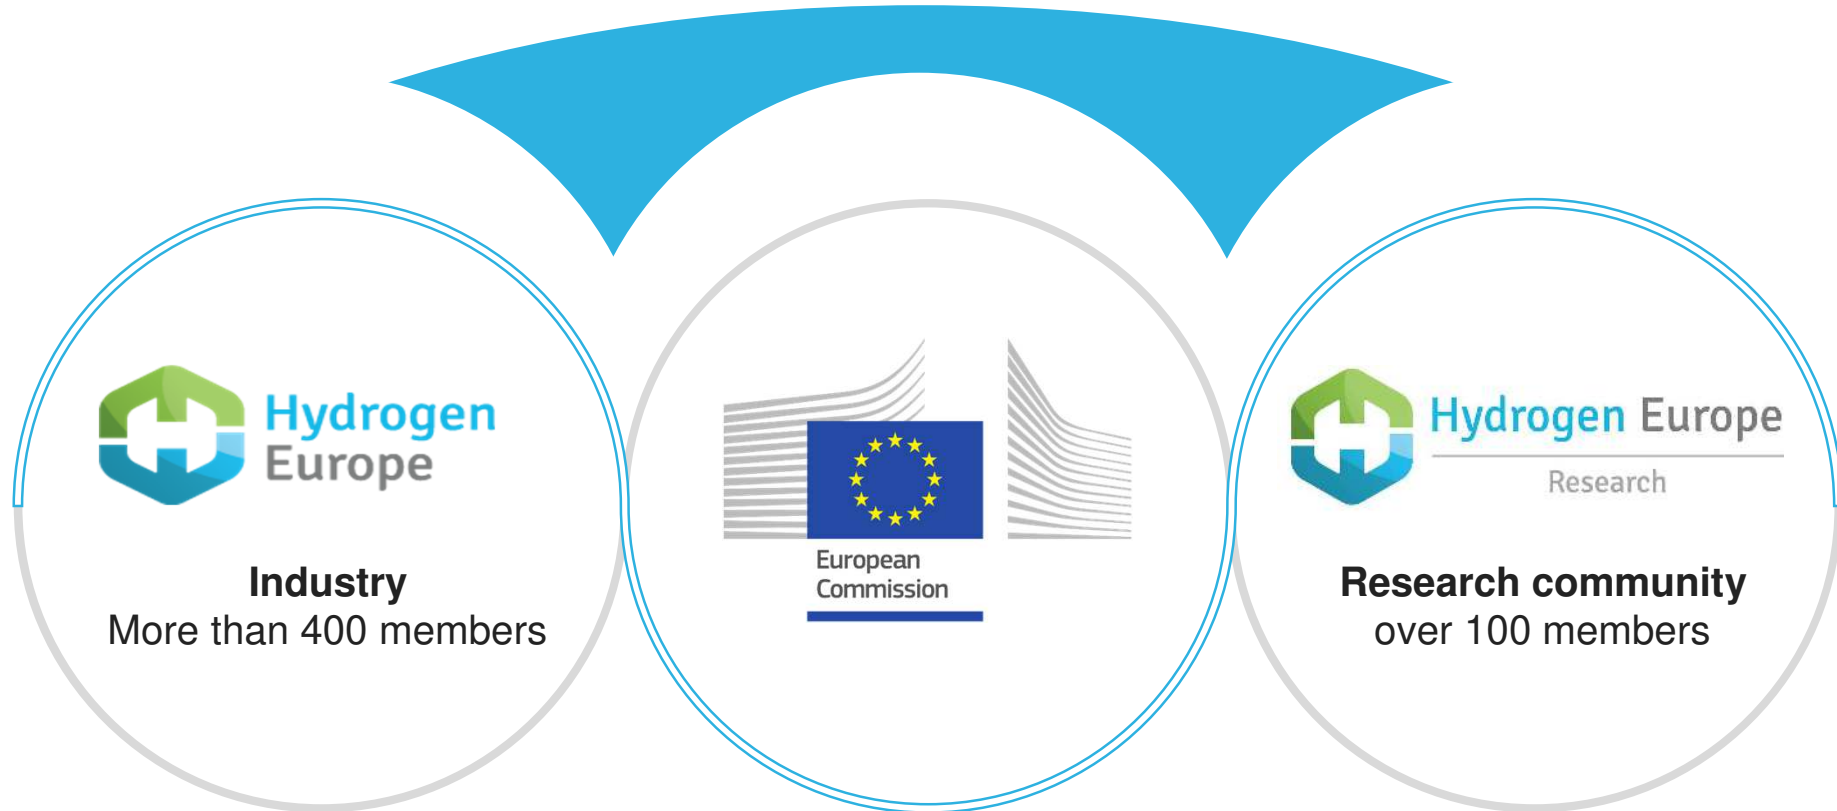 Hydrogen
Europe
Industry
More than 400 members
European
Commission
Hydrogen Europe
Research
Research community
over 100 members